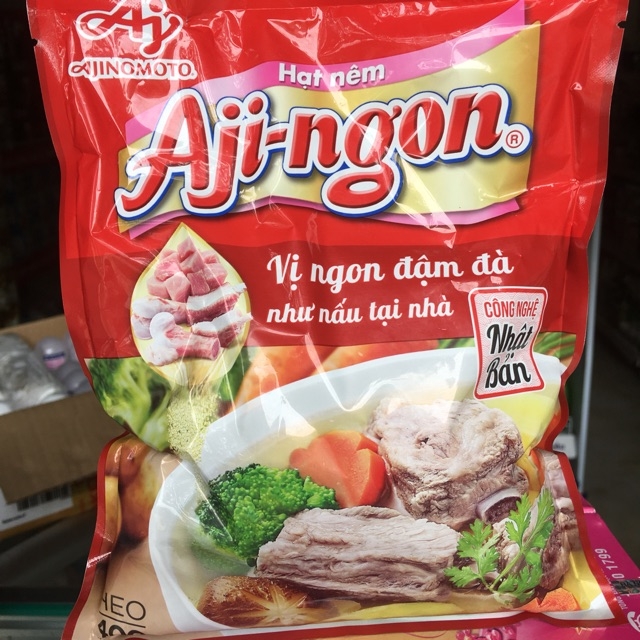 AJINOMOTO
Hạt nêm
Aji-ngon®
Vị ngon đậm đà
như nấu tại nhà
CÔNG NGHỆ
Nhật
Bản
HEO